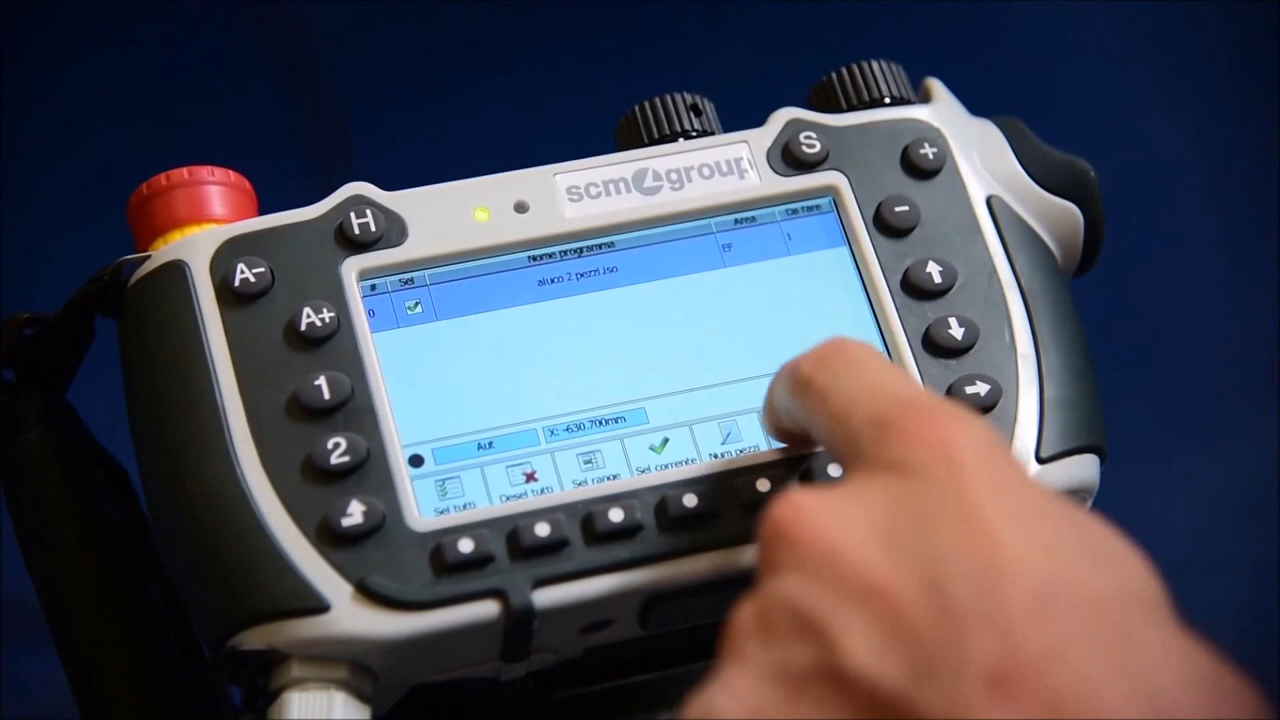 scm group
S
+
H
-
A-
A+
1
2
# Sel Nome programma Area Da fare
0 aluco 2 pezzi.iso EF 1
Aut X: -630.700mm
Sel tutti Desel tutti Sel range Sel corrente Num pezzi